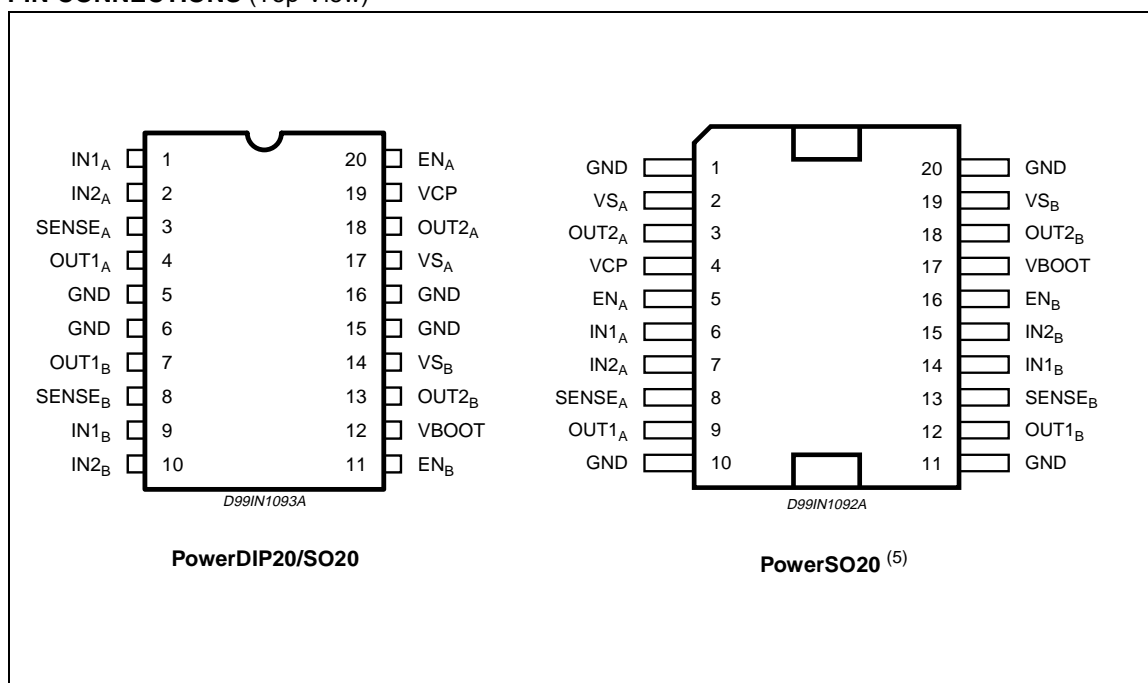 PIN CONNECTIONS (Top View)
IN1A 1 20 ENA
IN2A 2 19 VCP
SENSEA 3 18 OUT2A
OUT1A 4 17 VSA
GND 5 16 GND
GND 6 15 GND
OUT1B 7 14 VSB
SENSEB 8 13 OUT2B
IN1B 9 12 VBOOT
IN2B 10 11 ENB
D99IN1093A
PowerDIP20/SO20
GND 1 20 GND
VSA 2 19 VSB
OUT2A 3 18 OUT2B
VCP 4 17 VBOOT
ENA 5 16 ENB
IN1A 6 15 IN2B
IN2A 7 14 IN1B
SENSEA 8 13 SENSEB
OUT1A 9 12 OUT1B
GND 10 11 GND
D99IN1092A
PowerSO20 (5)